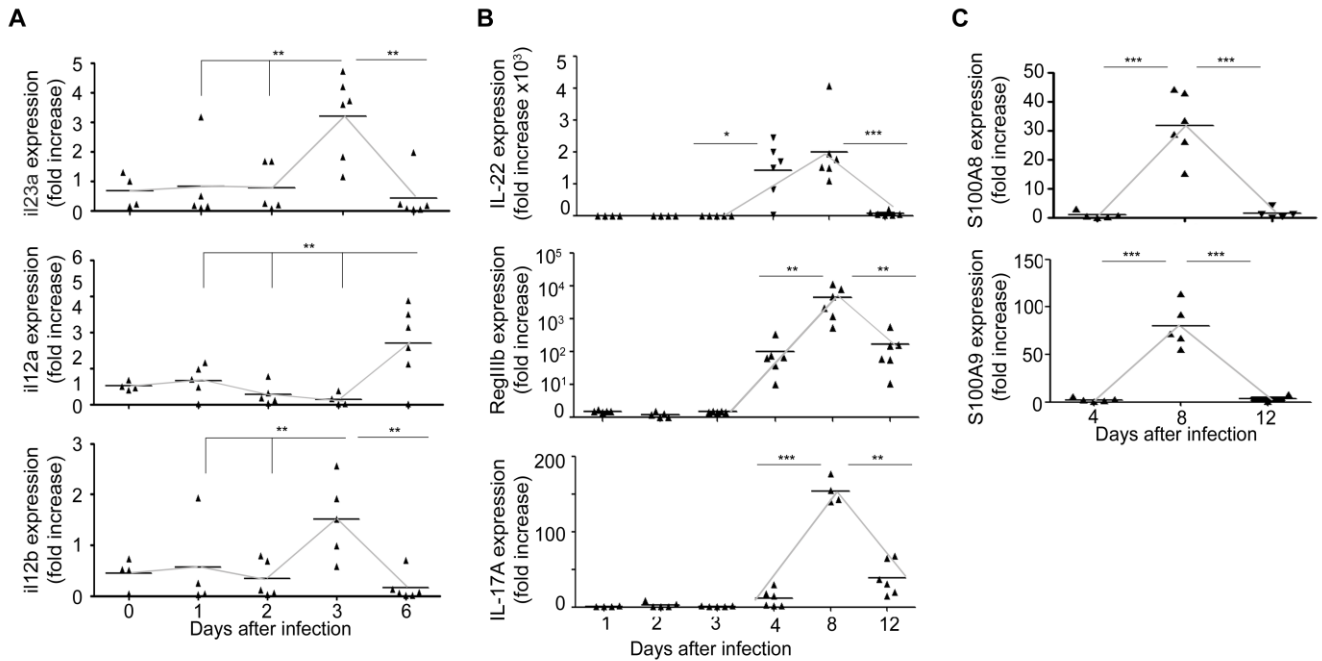 A
il23a expression
(fold increase)
5
4
3
2
1
0
**
**
il12a expression
(fold increase)
6
3
2
1
0
**
il12b expression
(fold increase)
3
2
1
0
**
**
0 1 2 3 6
Days after infection
B
IL-22 expression
(fold increase x10³)
5
4
3
2
1
0
*
***
RegIIIb expression
(fold increase)
10⁵
10⁴
10³
10²
10¹
0
**
**
IL-17A expression
(fold increase)
200
100
50
0
***
**
1 2 3 4 8 12
Days after infection
C
S100A8 expression
(fold increase)
50
40
30
20
10
0
***
***
S100A9 expression
(fold increase)
150
100
50
0
***
***
4 8 12
Days after infection